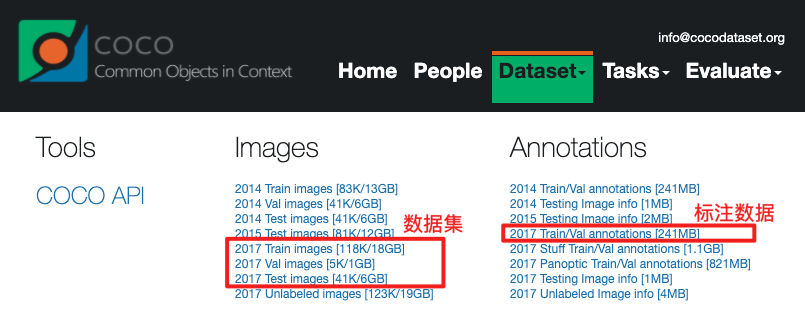 COCO
Common Objects in Context
info@cocodataset.org
Home People Dataset Tasks Evaluate
Tools
COCO API
Images
2014 Train images [83K/13GB]
2014 Val images [41K/6GB]
2014 Test images [41K/6GB]
2015 Test images [81K/12GB]
2017 Train images [118K/18GB]
2017 Val images [5K/1GB]
2017 Test images [41K/6GB]
2017 Unlabeled images [123K/19GB]
数据集
Annotations
2014 Train/Val annotations [241MB]
2014 Testing Image info [1MB]
2015 Testing Image info [2MB]
2017 Train/Val annotations [241MB]
2017 Stuff Train/Val annotations [1.1GB]
2017 Panoptic Train/Val annotations [821MB]
2017 Testing Image info [1MB]
2017 Unlabeled Image info [4MB]
标注数据